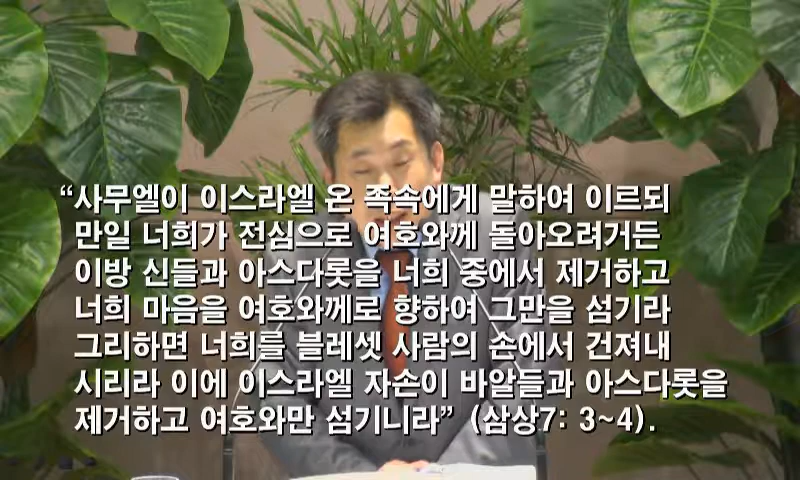 “사무엘이 이스라엘 온 족속에게 말하여 이르되
만일 너희가 전심으로 여호와께 돌아오려거든
이방 신들과 아스다롯을 너희 중에서 제거하고
너희 마음을 여호와께로 향하여 그만을 섬기라
그리하면 너희를 블레셋 사람의 손에서 건져내
시리라 이에 이스라엘 자손이 바알들과 아스다롯을
제거하고 여호와만 섬기니라” (삼상7: 3~4).